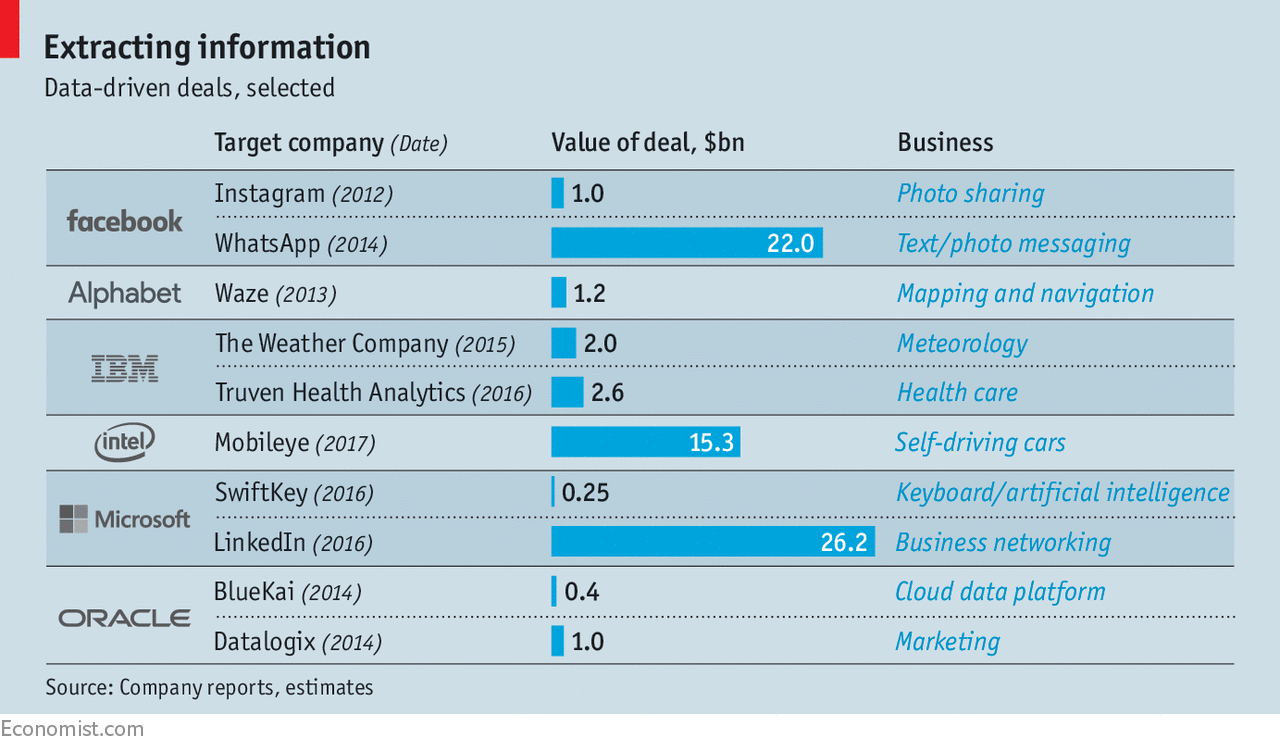 Extracting information
Data-driven deals, selected
Target company (Date) Value of deal, $bn Business
facebook
Instagram (2012) 1.0 Photo sharing
WhatsApp (2014) 22.0 Text/photo messaging
Alphabet Waze (2013) 1.2 Mapping and navigation
IBM
The Weather Company (2015) 2.0 Meteorology
Truven Health Analytics (2016) 2.6 Health care
intel Mobileye (2017) 15.3 Self-driving cars
Microsoft
SwiftKey (2016) 0.25 Keyboard/artificial intelligence
LinkedIn (2016) 26.2 Business networking
ORACLE
BlueKai (2014) 0.4 Cloud data platform
Datalogix (2014) 1.0 Marketing
Source: Company reports, estimates
Economist.com